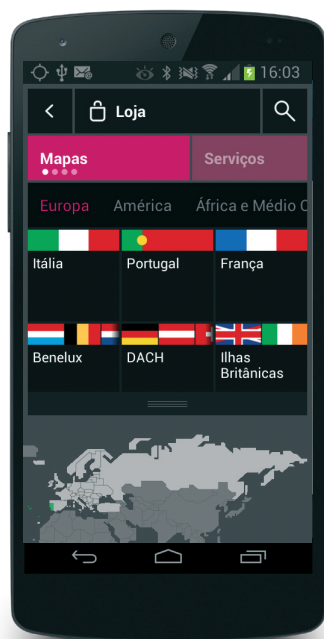 16:03
Loja
Mapas
Serviços
Europa América África e Médio O
Itália Portugal França
Benelux DACH Ilhas
Britânicas